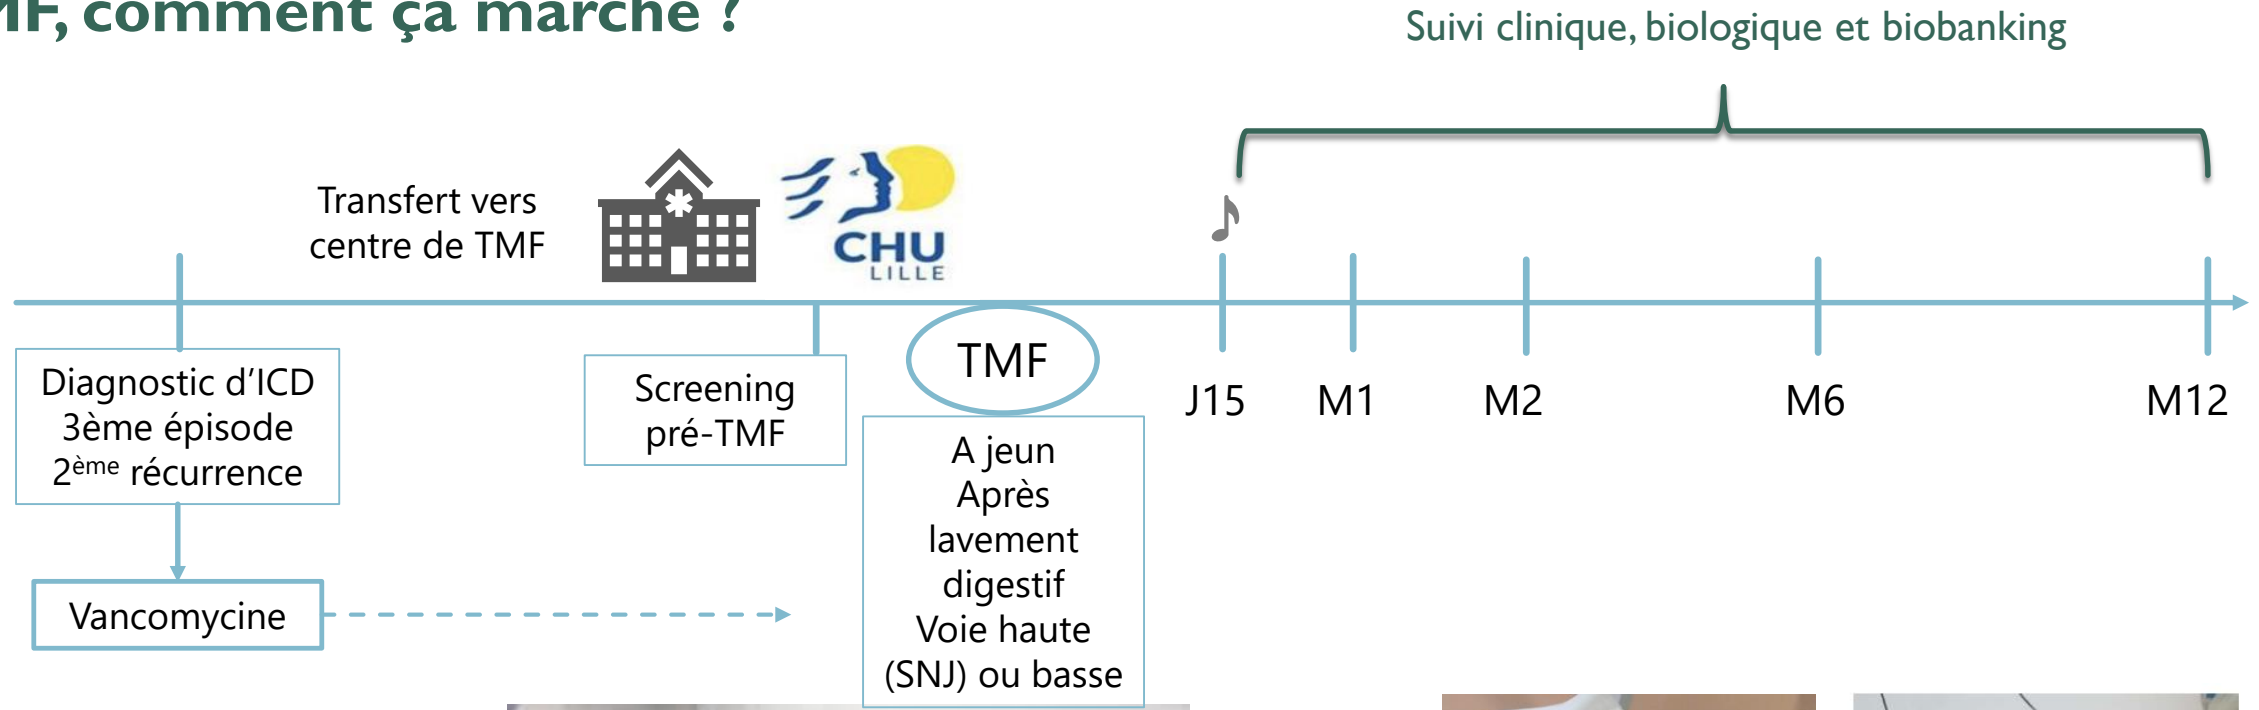 comment ça marche ?
Suivi clinique, biologique et biobanking
Transfert vers
centre de TMF
CHU
LILLE
TMF
Diagnostic d’ICD
3ème épisode
2ème récurrence
Screening
pré-TMF
J15
M1
M2
M6
M12
A jeun
Après
lavement
digestif
Voie haute
(SNJ) ou basse
Vancomycine